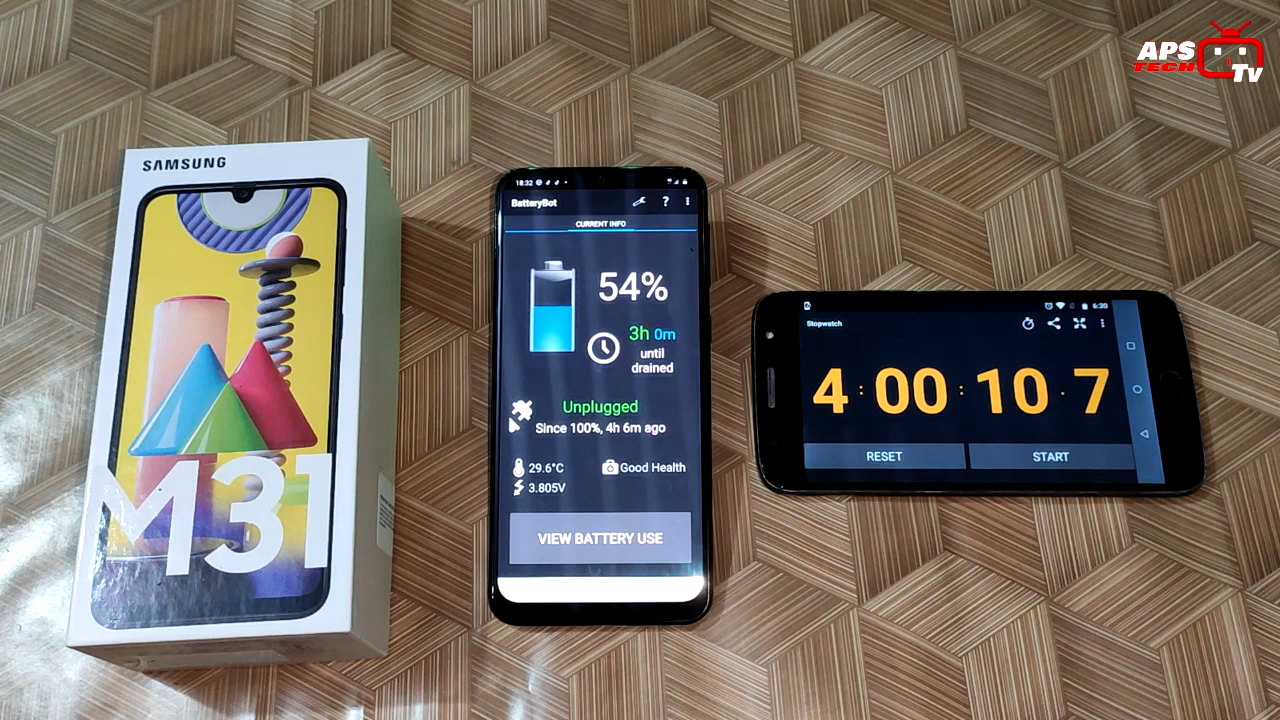 APS
TECH
Tv
SAMSUNG
M31
18:32
BatteryBot
?
CURRENT INFO
54%
3h 0m
until
drained
Unplugged
Since 100%, 4h 6m ago
29.6°C
Good Health
3.805V
VIEW BATTERY USE
6:30
Stopwatch
4:00:10.7
RESET
START